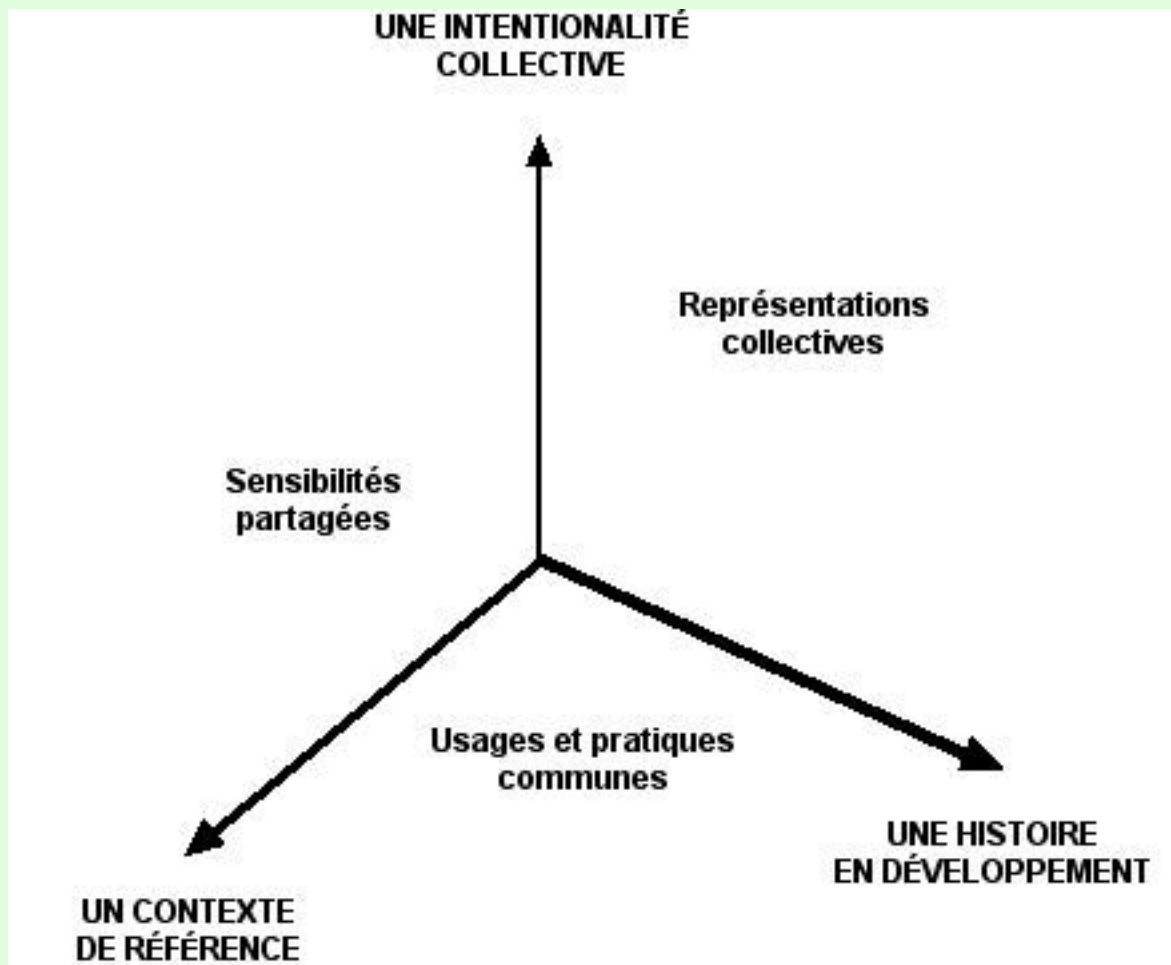 UNE INTENTIONALITÉ
COLLECTIVE
Représentations
collectives
Sensibilités
partagées
Usages et pratiques
communes
UNE HISTOIRE
EN DÉVELOPPEMENT
UN CONTEXTE
DE RÉFÉRENCE